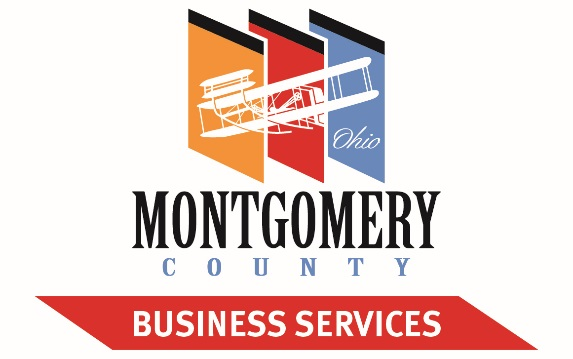 Ohio
MONTGOMERY
COUNTY
BUSINESS SERVICES